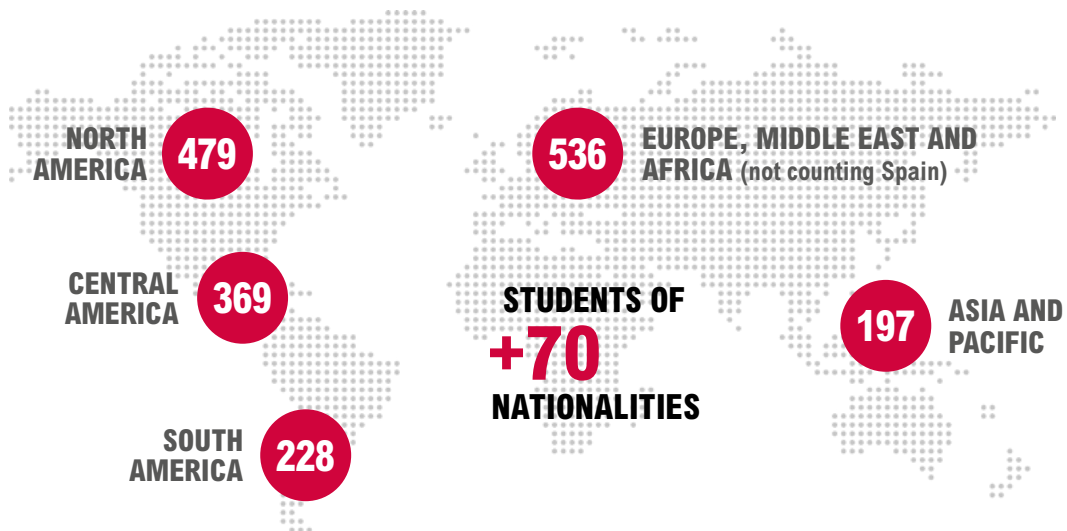 NORTH
AMERICA
479
536
EUROPE, MIDDLE EAST AND
AFRICA (not counting Spain)
CENTRAL
AMERICA
369
STUDENTS OF
+70
NATIONALITIES
197
ASIA AND
PACIFIC
SOUTH
AMERICA
228